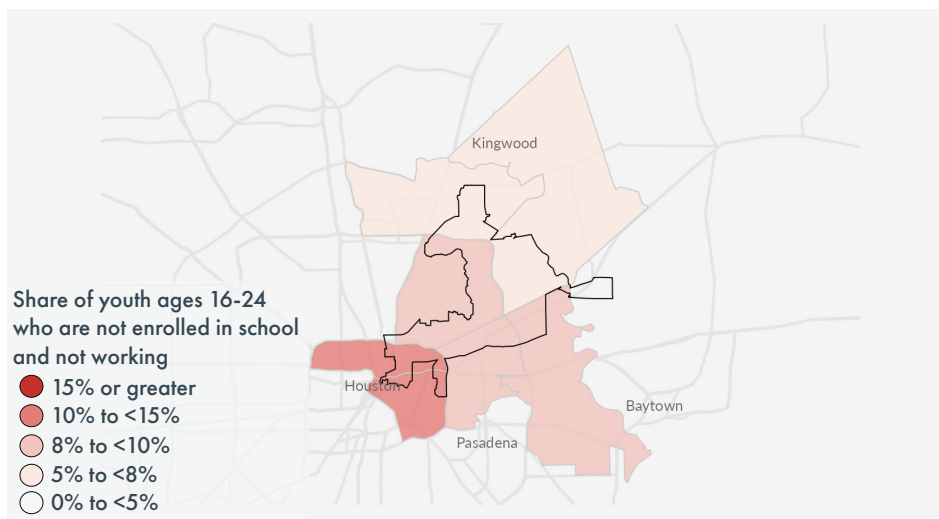 Kingwood
Share of youth ages 16-24
who are not enrolled in school
and not working
15% or greater
10% to <15%
8% to <10%
5% to <8%
0% to <5%
Houston
Baytown
Pasadena